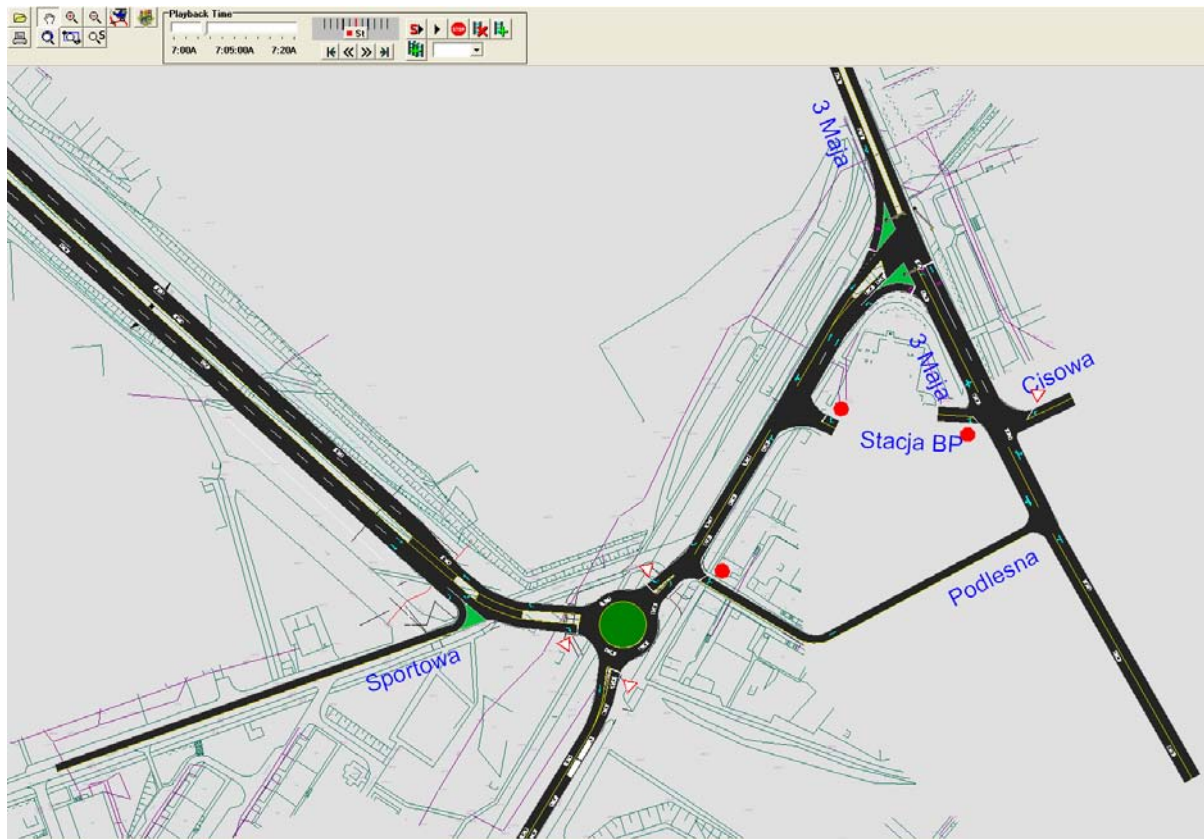 Playback Time
St
S
STOP
7:00A 7:05:00A 7:20A
S
3 Maja
3 Maja
Cisowa
Stacja BP
Podlesna
Sportowa